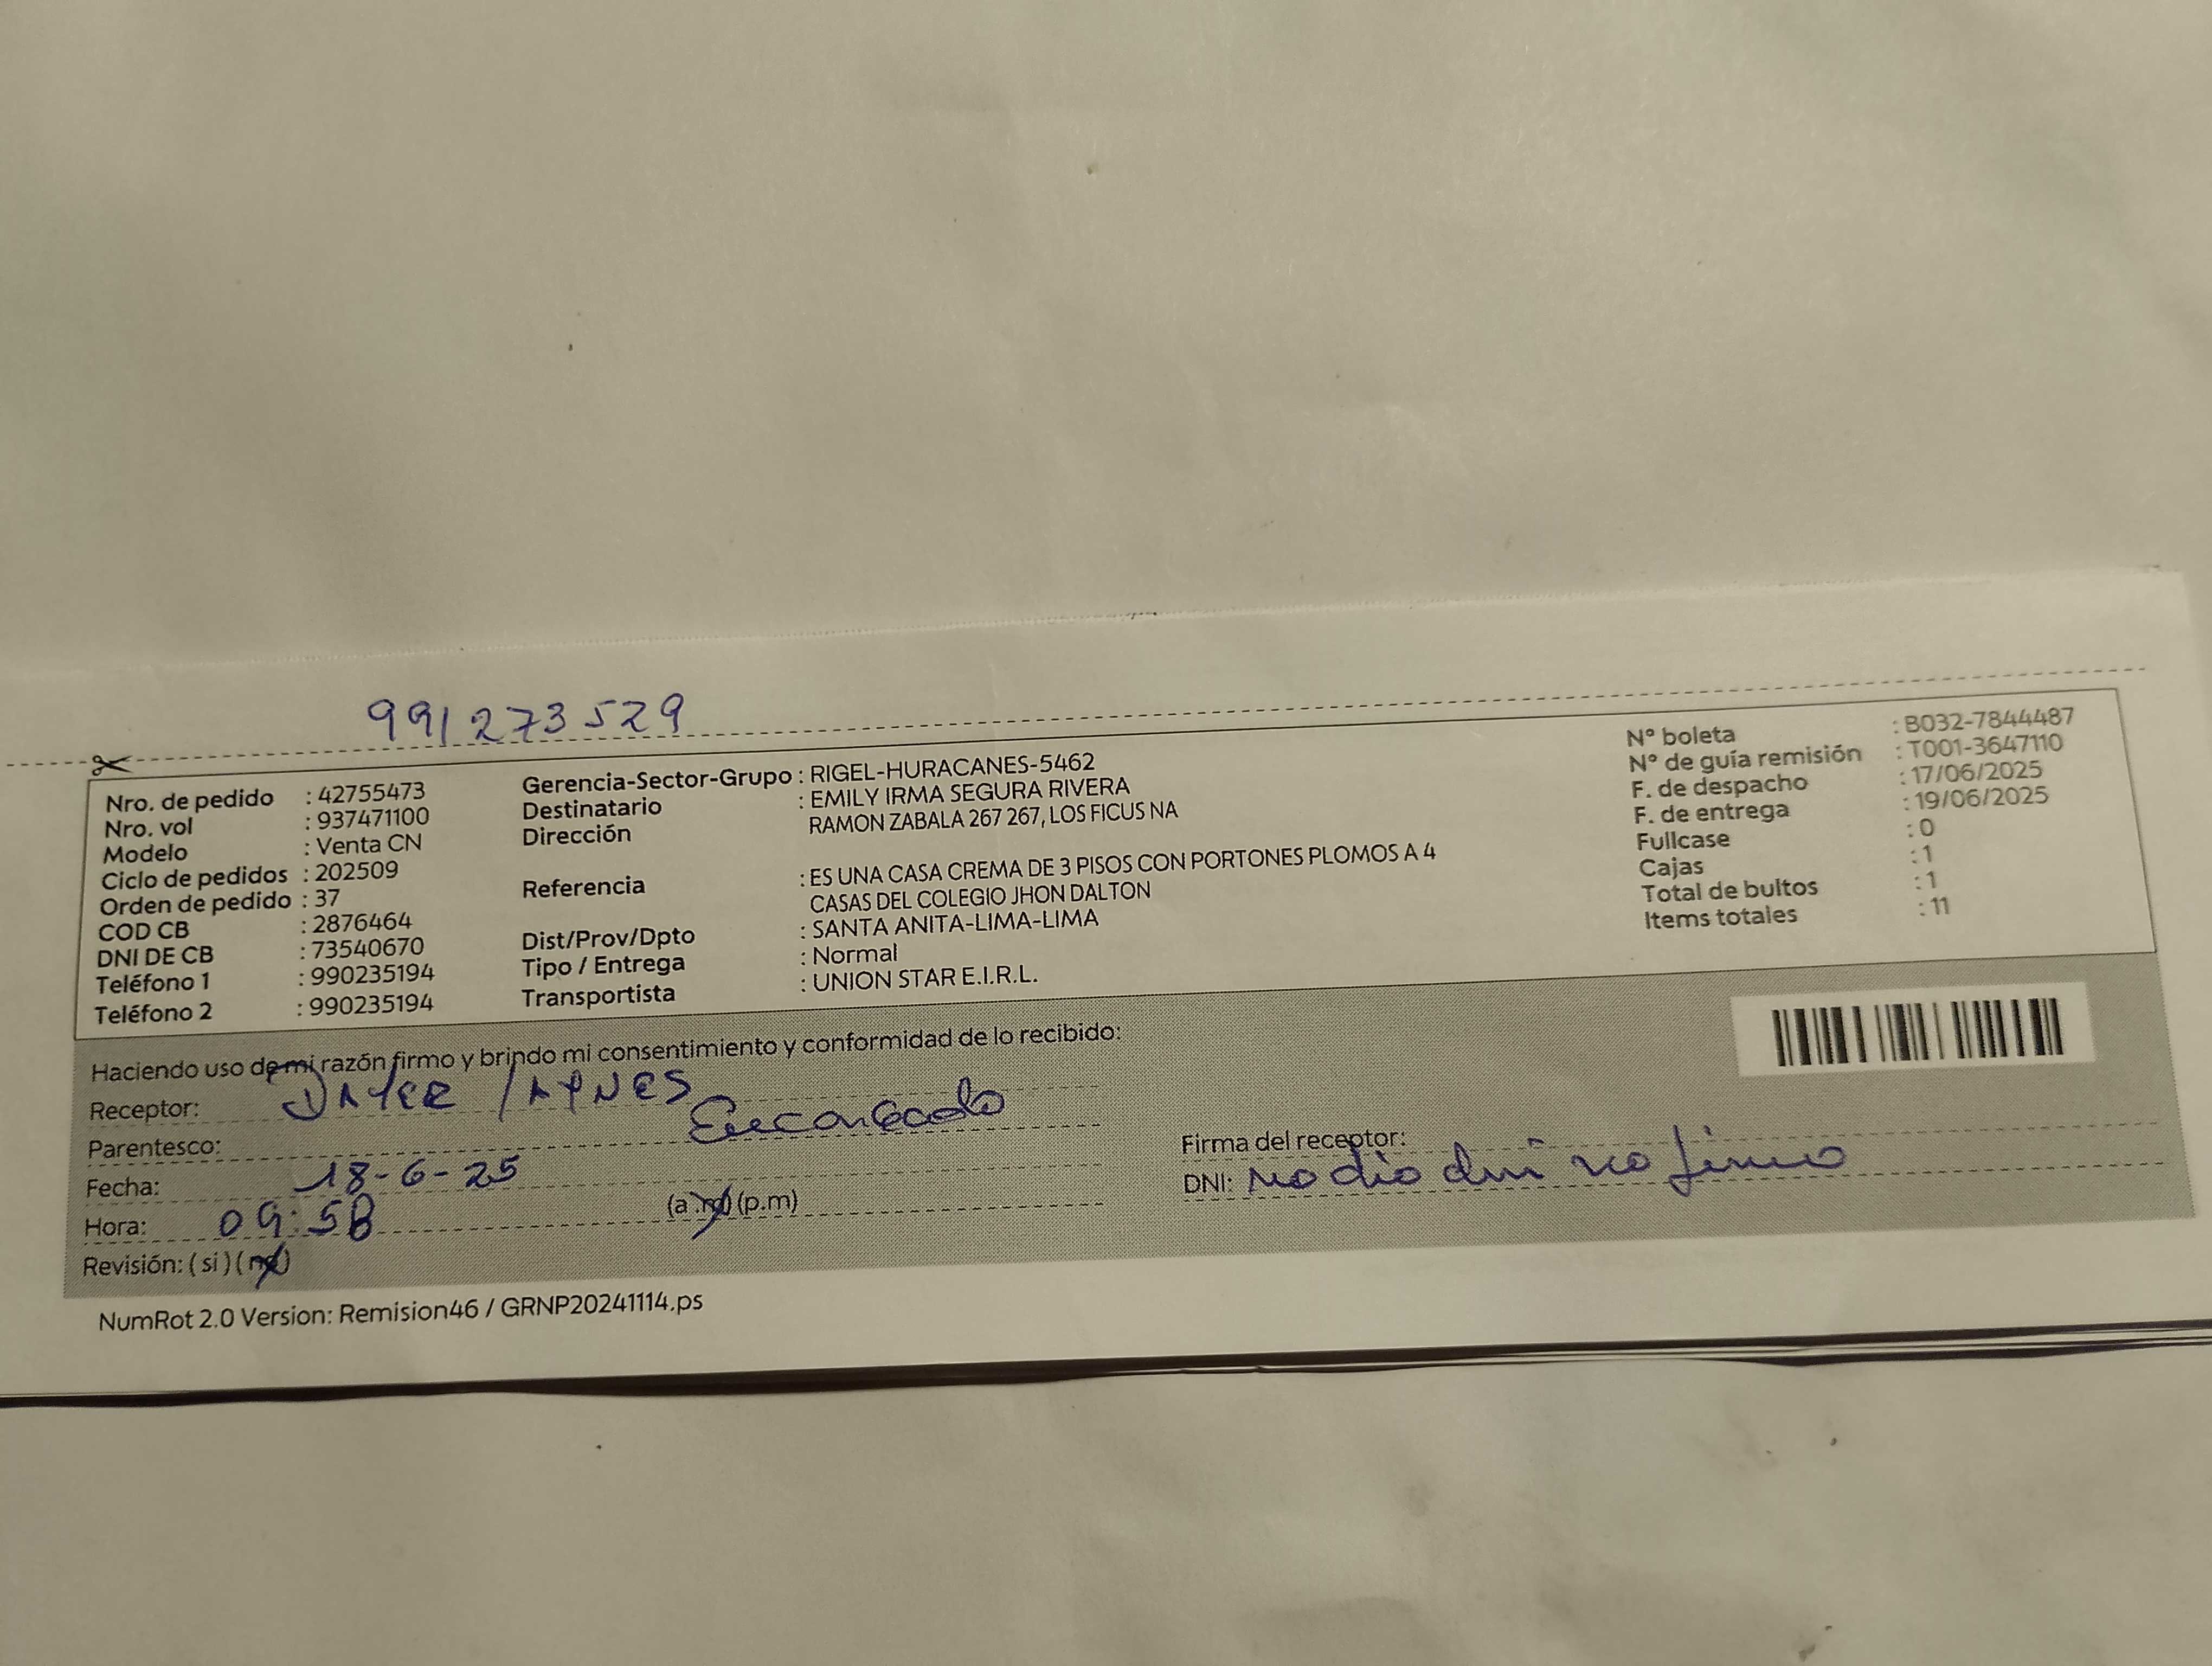 991273529
Nro. de pedido : 42755473
Nro. vol : 937471100
Modelo : Venta CN
Ciclo de pedidos : 202509
Orden de pedido : 37
COD CB : 2876464
DNI DE CB : 73540670
Teléfono 1 : 990235194
Teléfono 2 : 990235194
Gerencia-Sector-Grupo : RIGEL-HURACANES-5462
Destinatario : EMILY IRMA SEGURA RIVERA
Dirección RAMON ZABALA 267 267, LOS FICUS NA
Referencia : ES UNA CASA CREMA DE 3 PISOS CON PORTONES PLOMOS A 4
CASAS DEL COLEGIO JHON DALTON
Dist/Prov/Dpto : SANTA ANITA-LIMA-LIMA
Tipo / Entrega : Normal
Transportista : UNION STAR E.I.R.L.
N° boleta : B032-7844487
N° de guía remisión : T001-3647110
F. de despacho : 17/06/2025
F. de entrega : 19/06/2025
Fullcase : 0
Cajas : 1
Total de bultos : 1
Items totales : 11
Haciendo uso de mi razón firmo y brindo mi consentimiento y conformidad de lo recibido:
Receptor:
Parentesco: Encargado
Fecha: 18-6-25
Hora: 09:58 (a.m) (p.m)
Revisión: (si) (no)
Firma del receptor:
DNI: no dio dni no firmo
NumRot 2.0 Version: Remision46 / GRNP20241114.ps